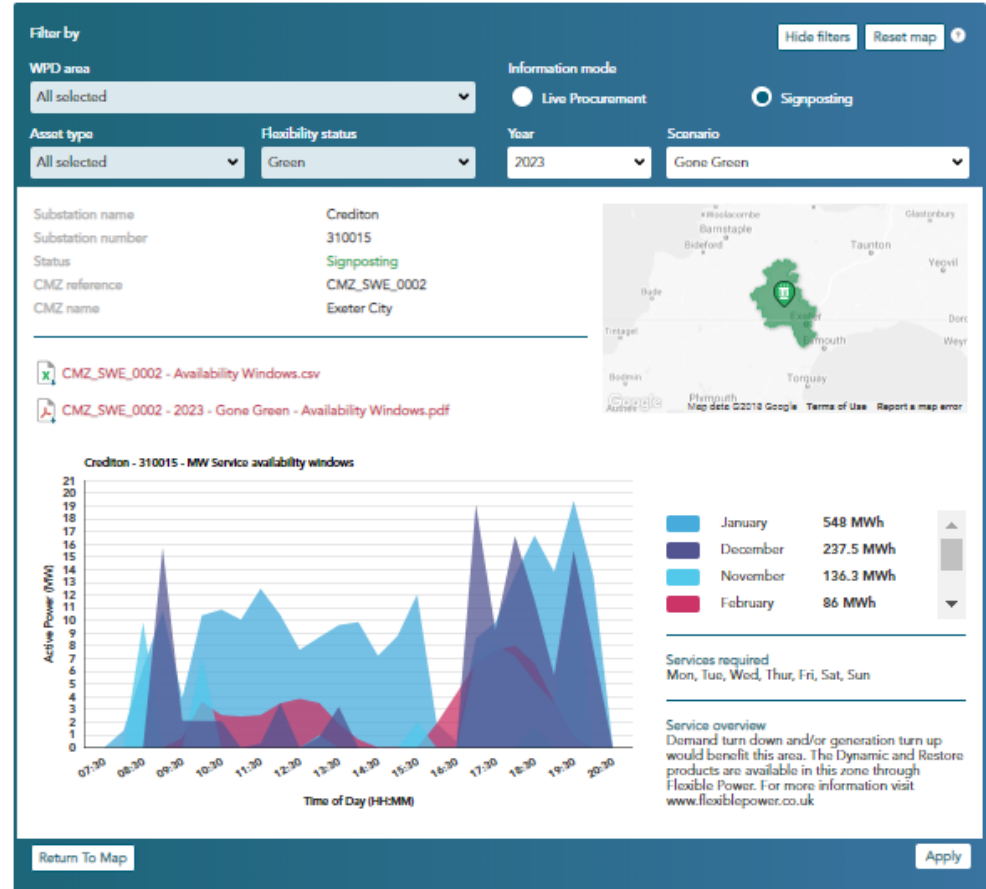 Filter by
Hide filters
Reset map
?
WPD area
Information mode
All selected
Live Procurement
Signposting
Asset type
Flexibility status
Year
Scenario
All selected
Green
2023
Gone Green
Substation name
Crediton
Substation number
310015
Status
Signposting
CMZ reference
CMZ_SWE_0002
CMZ name
Exeter City
Woolacombe
Barnstaple
Bideford
Glastonbury
Taunton
Yeovil
Bude
Exeter
Dorc
Tintagel
Exmouth
Weyr
Bodmin
Torquay
Plymouth
Google
Map data ©2018 Google
Terms of Use
Report a map error
CMZ_SWE_0002 - Availability Windows.csv
CMZ_SWE_0002 - 2023 - Gone Green - Availability Windows.pdf
Crediton - 310015 - MW Service availability windows
Active Power (MW)
21
20
19
18
17
16
15
14
13
12
11
10
9
8
7
6
5
4
3
2
1
0
07:30
08:30
09:30
10:30
11:30
12:30
13:30
14:30
15:30
16:30
17:30
18:30
19:30
20:30
Time of Day (HH:MM)
January 548 MWh
December 237.5 MWh
November 136.3 MWh
February 86 MWh
Services required
Mon, Tue, Wed, Thur, Fri, Sat, Sun
Service overview
Demand turn down and/or generation turn up
would benefit this area. The Dynamic and Restore
products are available in this zone through
Flexible Power. For more information visit
www.flexiblepower.co.uk
Return To Map
Apply